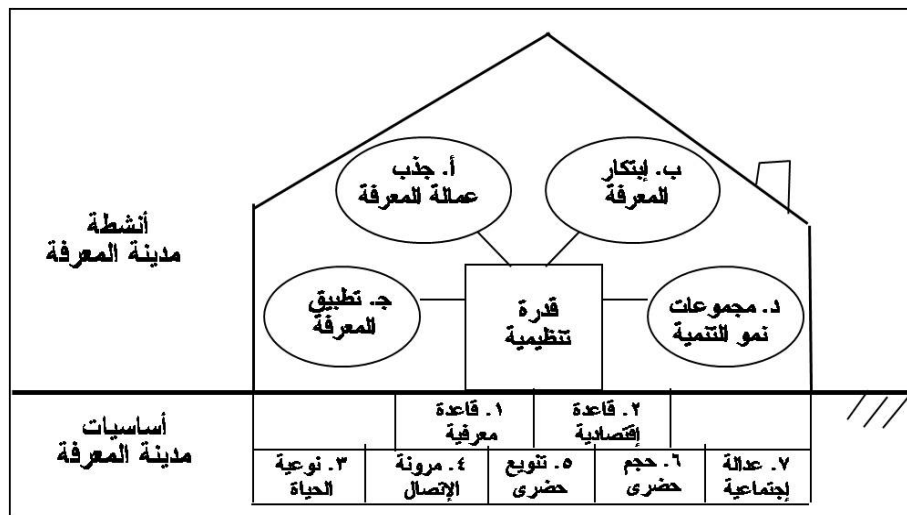 أ. جذب
عمالة المعرفة
ب. إبتكار
المعرفة
أنشطة
مدينة المعرفة
ج. تطبيق
المعرفة
قدرة
تنظيمية
د. مجموعات
نمو التنمية
أساسيات
مدينة المعرفة
١. قاعدة
معرفية
٢. قاعدة
إقتصادية
٣. نوعية
الحياة
٤. مرونة
الإتصال
٥. تنويع
حضرى
٦. حجم
حضرى
٧. عدالة
إجتماعية